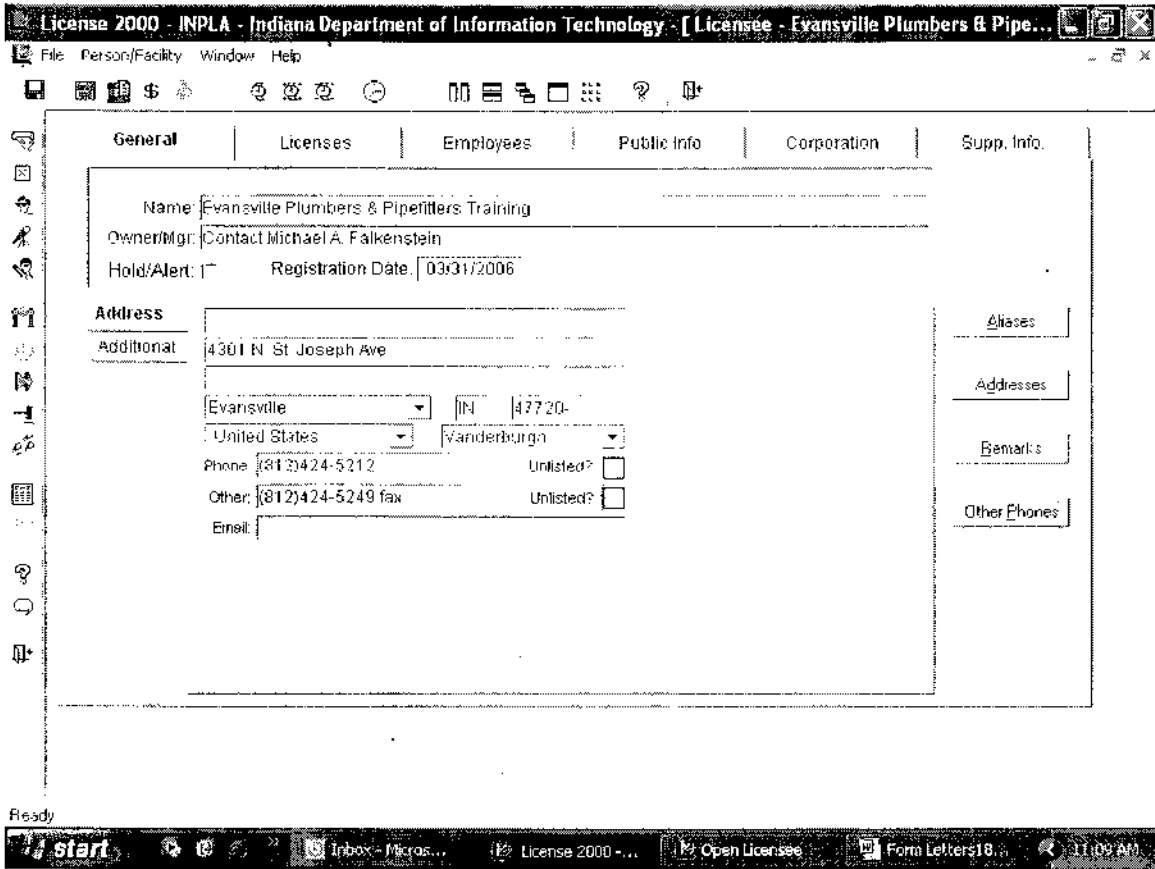 License 2000 - INPLA - Indiana Department of Information Technology - [ Licensee - Evansville Plumbers & Pipe...
File Person/Facility Window Help
General Licenses Employees Public Info Corporation Supp. Info.
Name: Evansville Plumbers & Pipefitters Training
Owner/Mgr: Contact Michael A. Falkenstein
Hold/Alert: Registration Date: 03/31/2006
Address
Aliases
Additional 4301 N St Joseph Ave
Addresses
Evansville IN 47720-
United States Vanderburgh
Remarks
Phone: (812)424-5212 Unlisted?
Other: (812)424-5249 fax Unlisted?
Other Phones
Email:
Ready
start Inbox - Micros... License 2000 -... Open Licensee Form Letters18... 11:09 AM